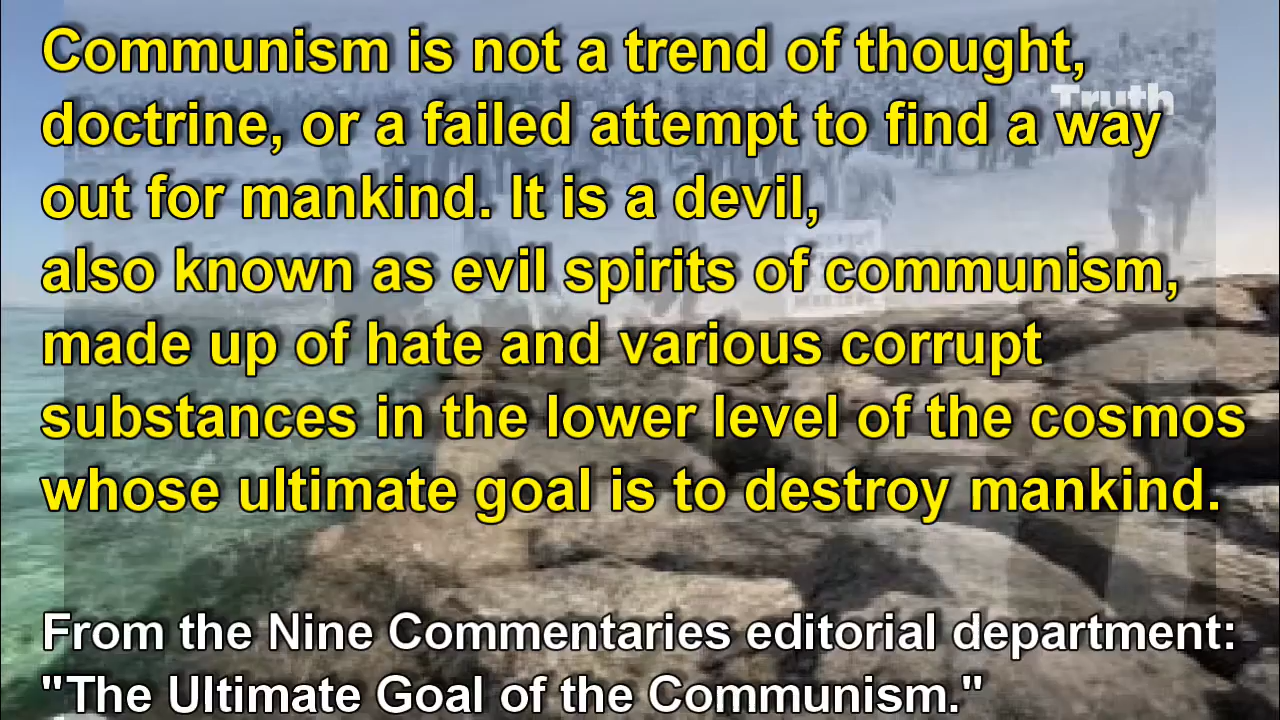 Communism is not a trend of thought,
Truth
doctrine, or a failed attempt to find a way
out for mankind. It is a devil,
also known as evil spirits of communism,
made up of hate and various corrupt
substances in the lower level of the cosmos
whose ultimate goal is to destroy mankind.
From the Nine Commentaries editorial department:
"The Ultimate Goal of the Communism."